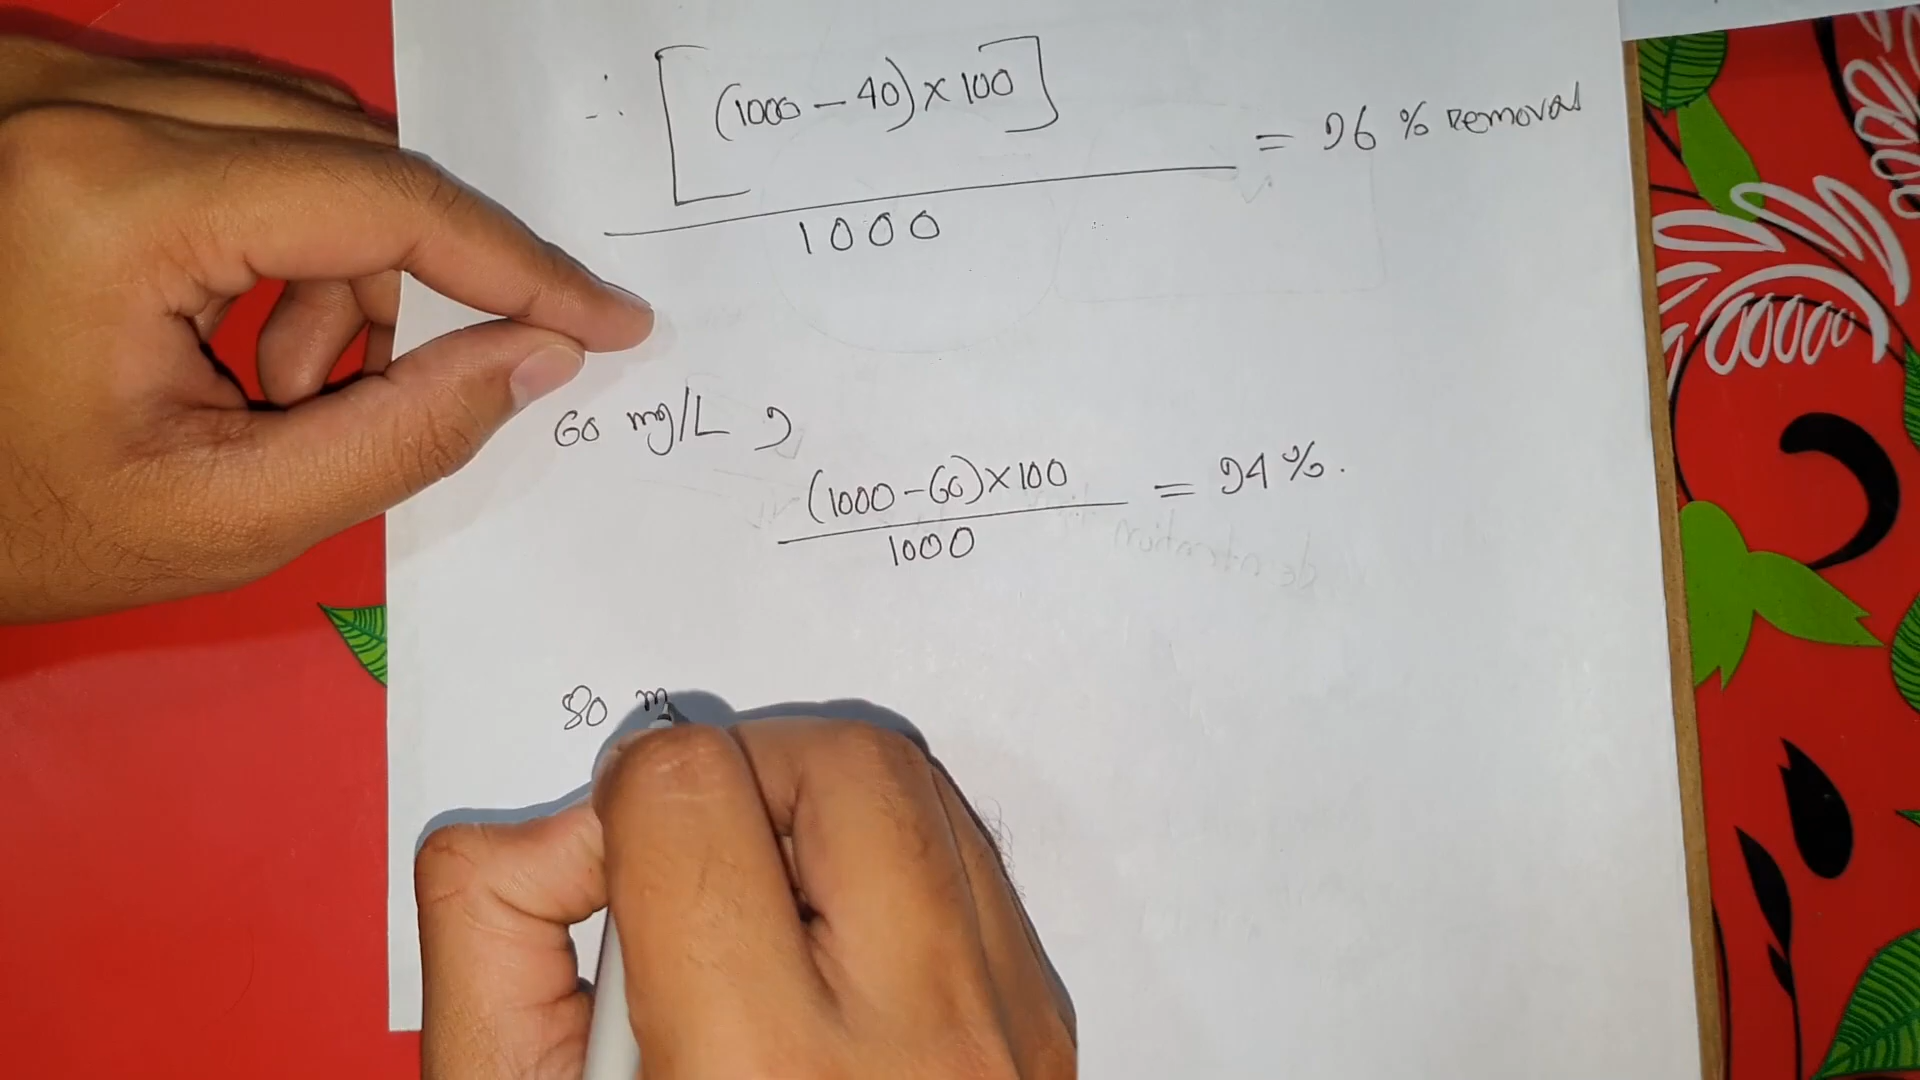 ∴ [(1000 - 40) × 100]
= 96 % removal
1000
60 mg/L ,
(1000 - 60) × 100
= 94 % .
1000
80 m